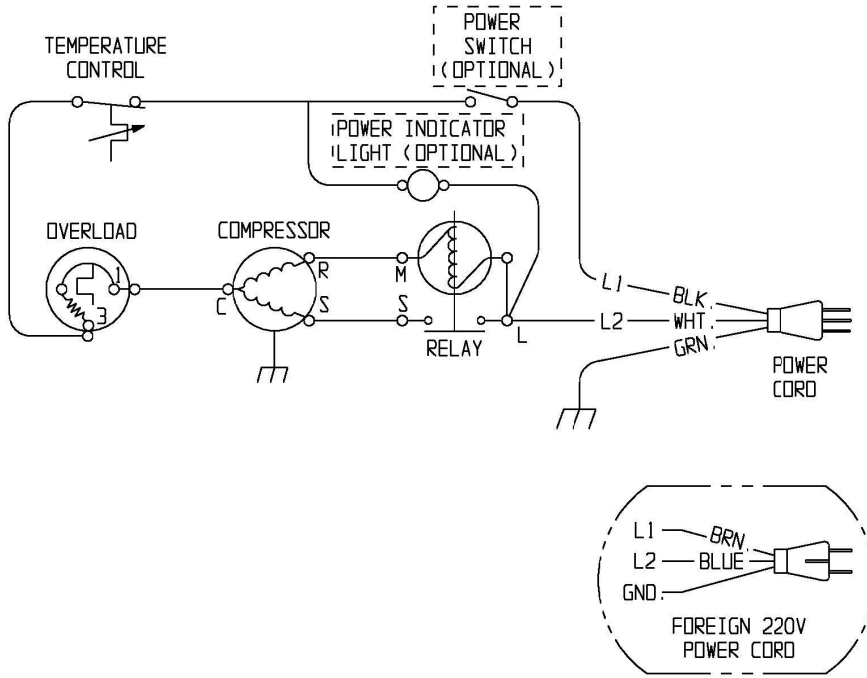 POWER
SWITCH
(OPTIONAL)
TEMPERATURE
CONTROL
POWER INDICATOR
LIGHT (OPTIONAL)
OVERLOAD
1
3
COMPRESSOR
C
R
S
M
S
RELAY
L
L1
BLK.
L2
WHT.
GRN.
POWER
CORD
L1
BRN.
L2
BLUE
GND.
FOREIGN 220V
POWER CORD